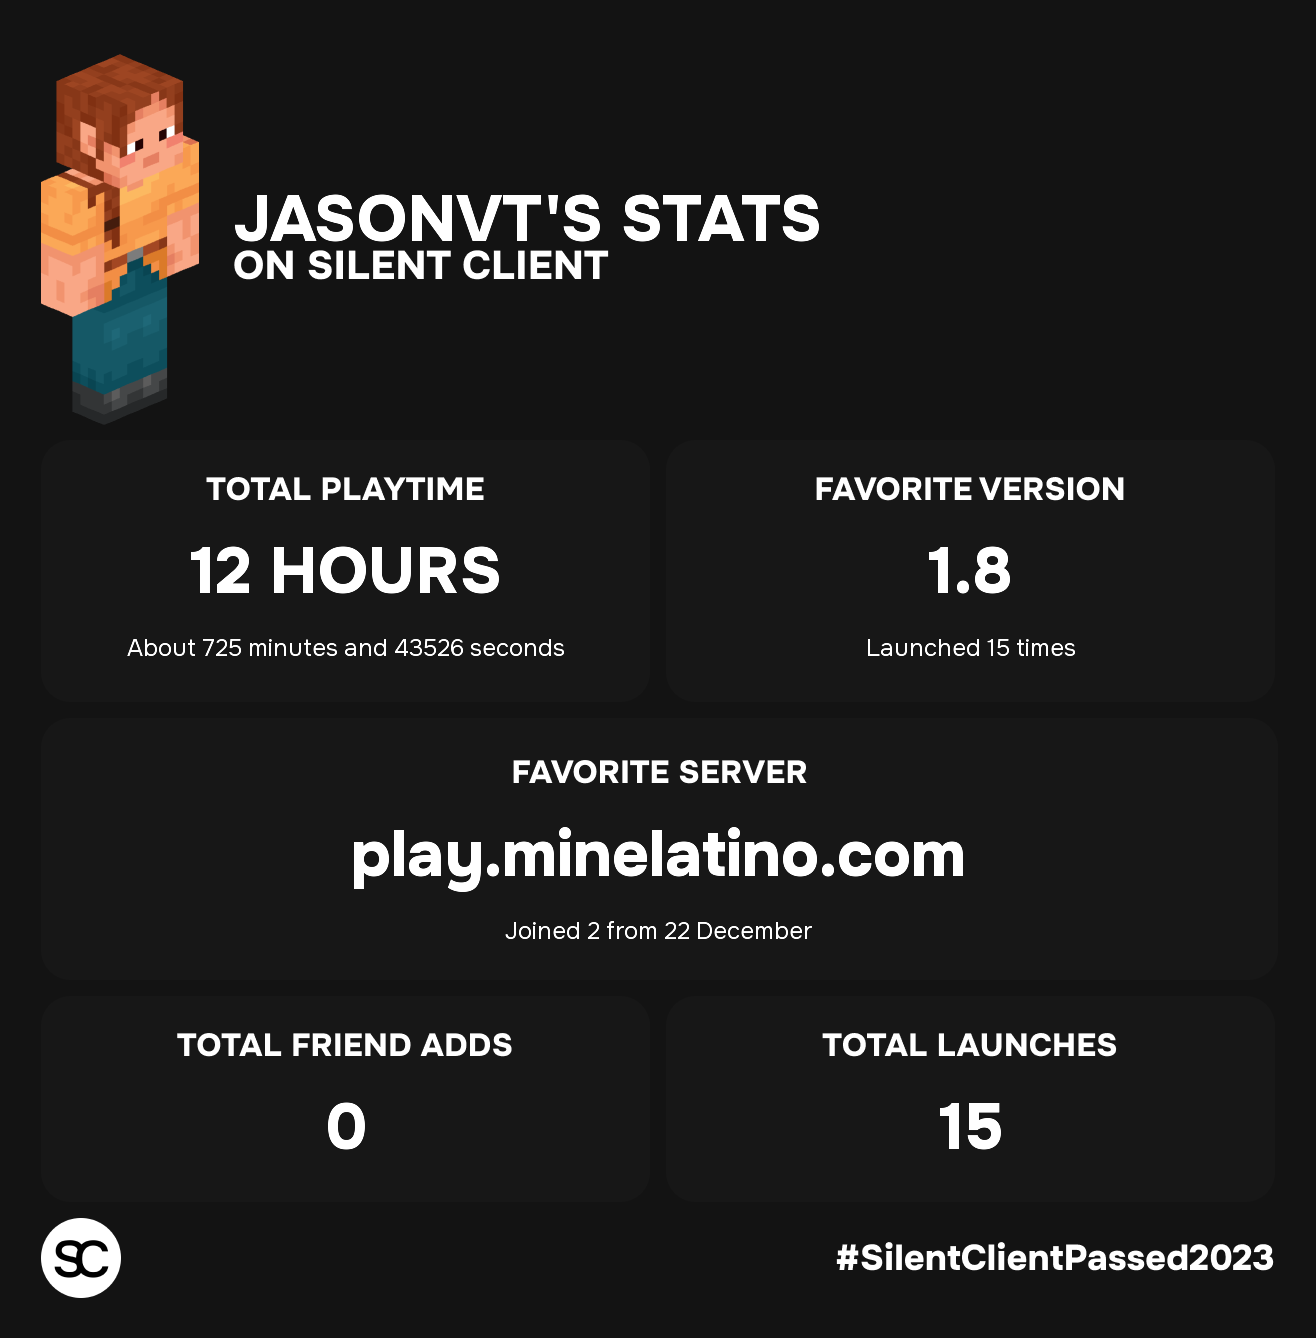 JASONVT'S STATS
ON SILENT CLIENT
TOTAL PLAYTIME
12 HOURS
About 725 minutes and 43526 seconds
FAVORITE VERSION
1.8
Launched 15 times
FAVORITE SERVER
play.minelatino.com
Joined 2 from 22 December
TOTAL FRIEND ADDS
0
TOTAL LAUNCHES
15
SC
#SilentClientPassed2023